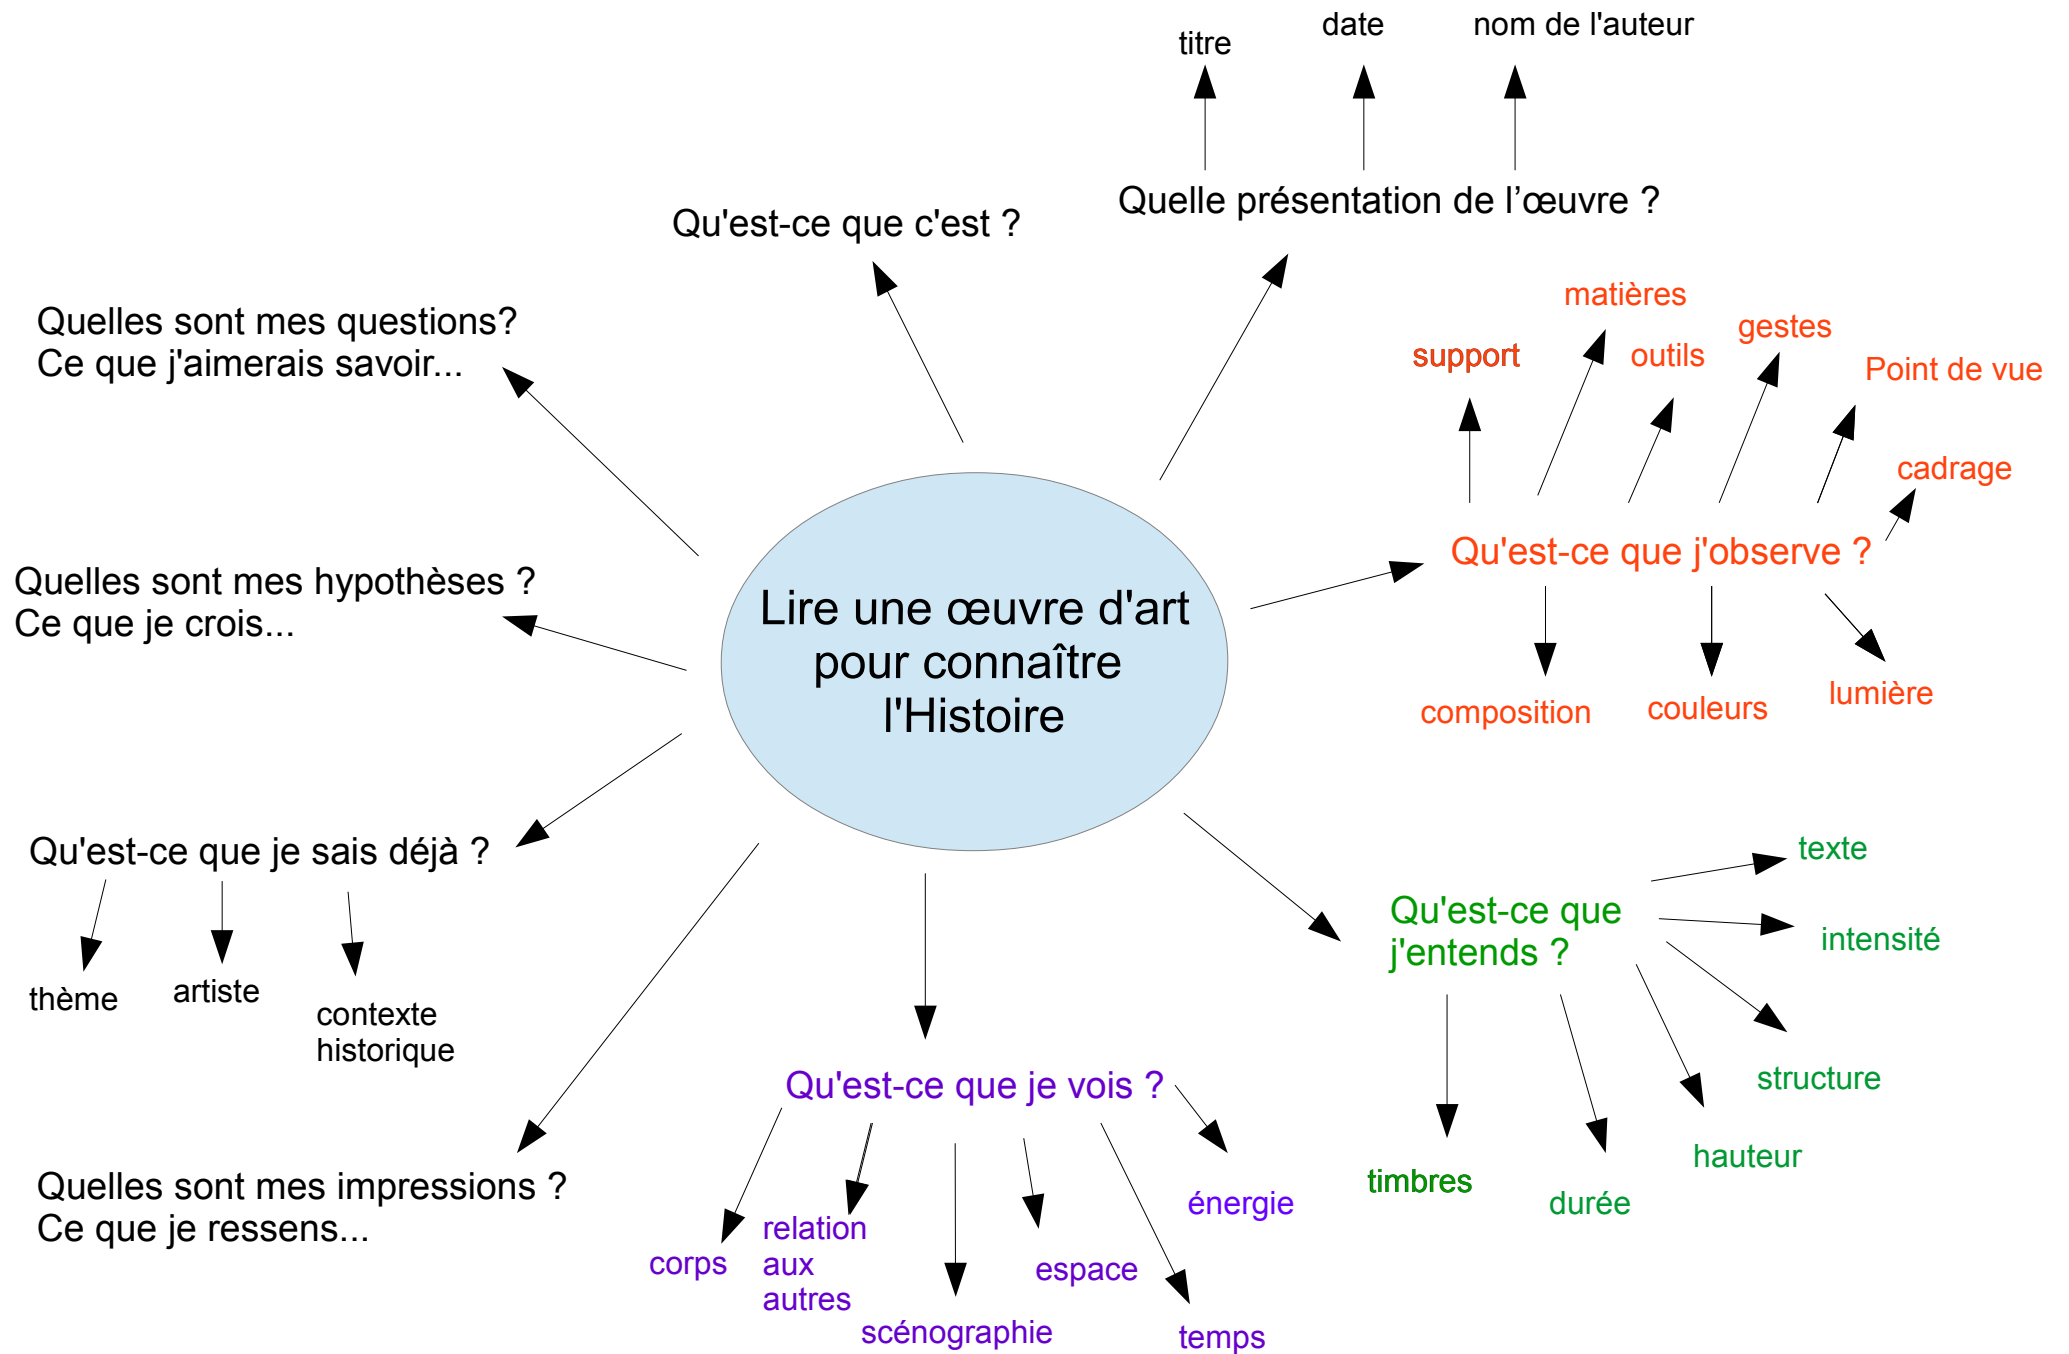 titre
date
nom de l'auteur
Quelle présentation de l’œuvre ?
Qu'est-ce que c'est ?
Quelles sont mes questions?
Ce que j'aimerais savoir...
matières
gestes
support
outils
Point de vue
cadrage
Qu'est-ce que j'observe ?
composition
couleurs
lumière
Quelles sont mes hypothèses ?
Ce que je crois...
Lire une œuvre d'art
pour connaître
l'Histoire
Qu'est-ce que je sais déjà ?
thème
artiste
contexte
historique
Qu'est-ce que
j'entends ?
texte
intensité
structure
hauteur
durée
timbres
Qu'est-ce que je vois ?
énergie
corps
relation
aux
autres
espace
scénographie
temps
Quelles sont mes impressions ?
Ce que je ressens...